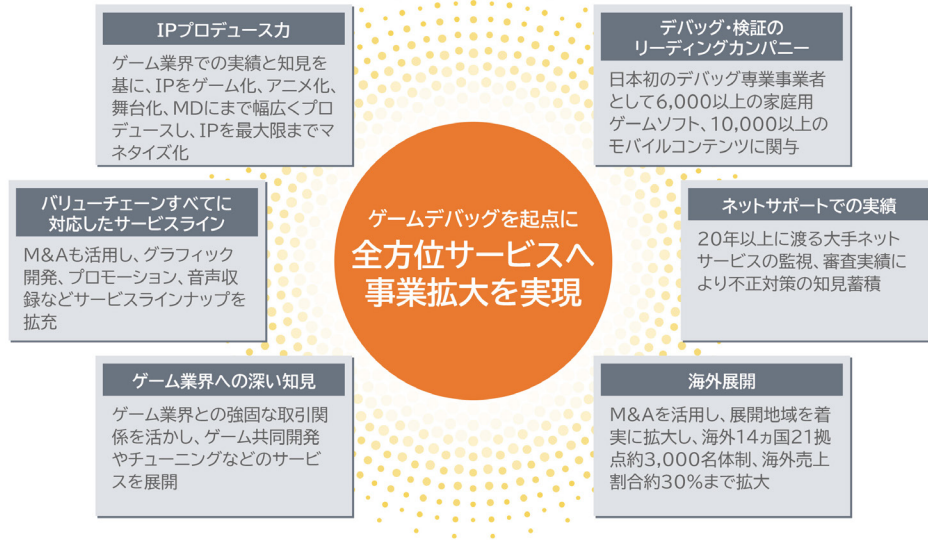 IPプロデュース力
ゲーム業界での実績と知見を
基に、IPをゲーム化、アニメ化、
舞台化、MDにまで幅広くプロ
デュースし、IPを最大限までマ
ネタイズ化
デバッグ・検証の
リーディングカンパニー
日本初のデバッグ専業事業者
として6,000以上の家庭用
ゲームソフト、10,000以上の
モバイルコンテンツに関与
バリューチェーンすべてに
対応したサービスライン
M&Aも活用し、グラフィック
開発、プロモーション、音声収
録などサービスラインナップを
拡充
ゲームデバッグを起点に
全方位サービスへ
事業拡大を実現
ネットサポートでの実績
20年以上に渡る大手ネット
サービスの監視、審査実績に
より不正対策の知見蓄積
ゲーム業界への深い知見
ゲーム業界との強固な取引関
係を活かし、ゲーム共同開発
やチューニングなどのサービ
スを展開
海外展開
M&Aを活用し、展開地域を着
実に拡大し、海外14ヵ国21拠
点約3,000名体制、海外売上
割合約30%まで拡大